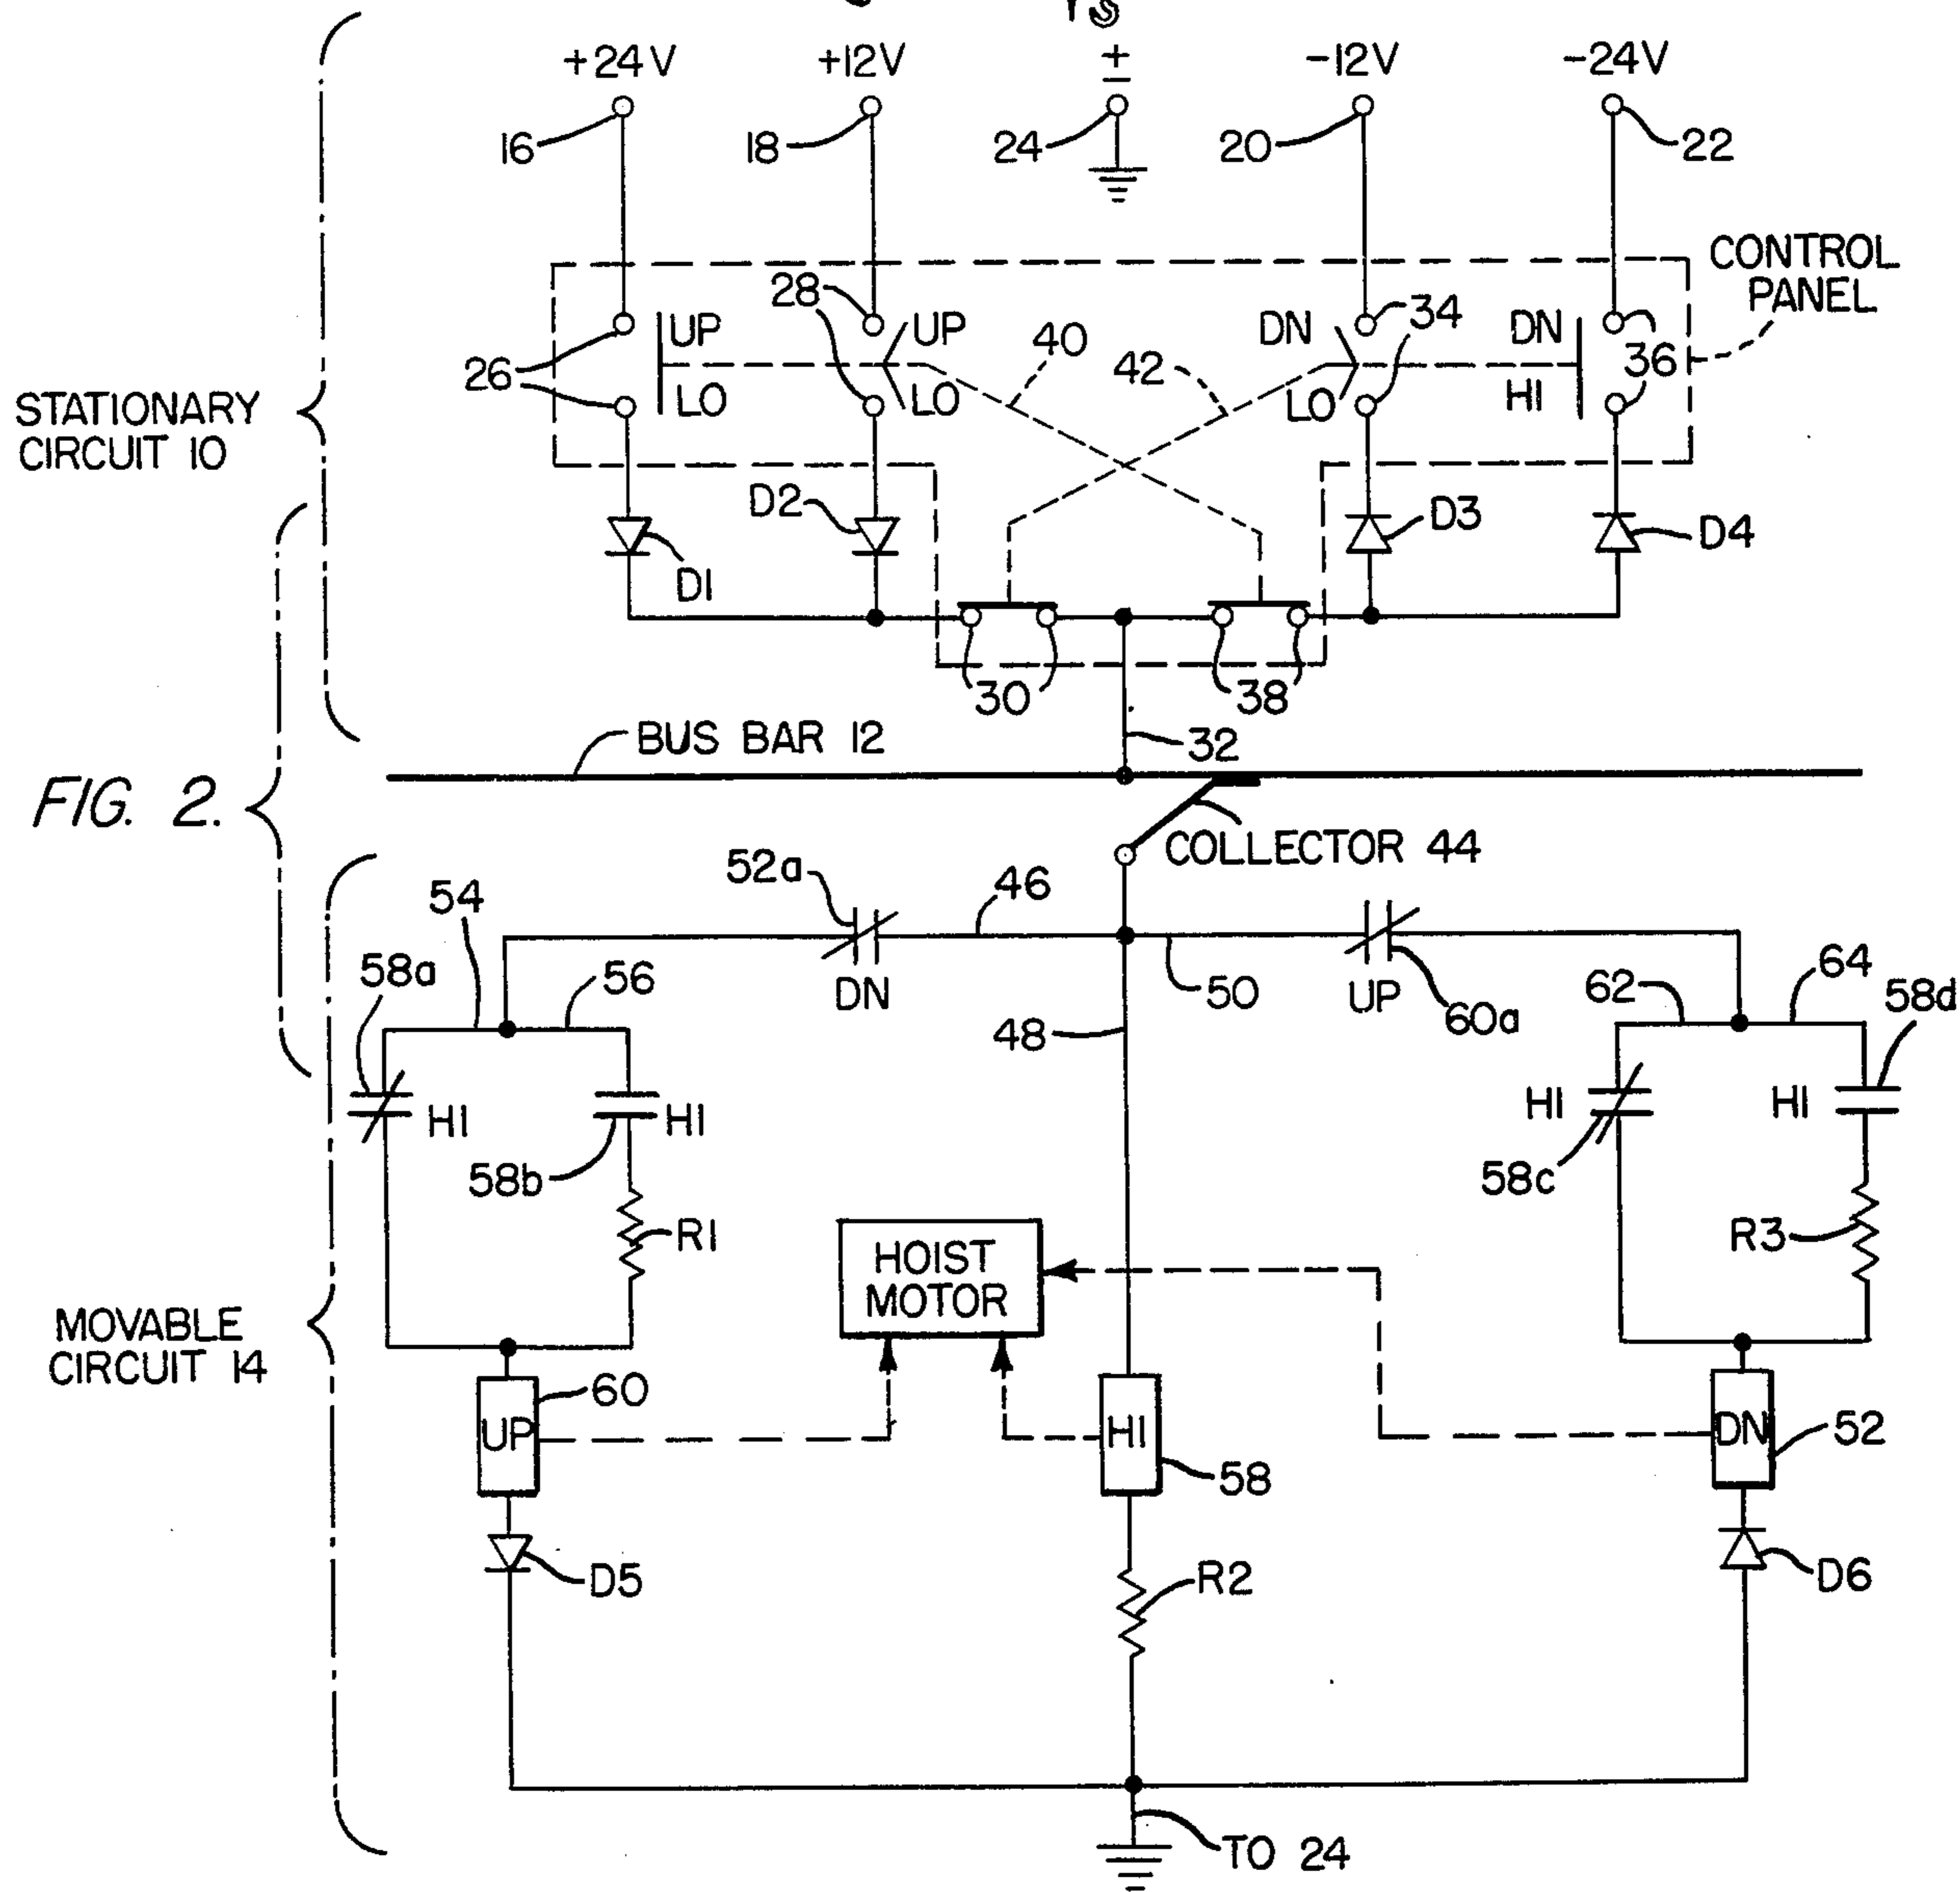 +24V +12V ± -12V -24V
16 18 24 20 22
CONTROL
PANEL
28 UP UP 40 42 DN 34 DN
26 LO LO LO HI 36
STATIONARY
CIRCUIT 10
D2 D3 D4
D1
30 38
BUS BAR 12 32
FIG. 2.
COLLECTOR 44
52a 46
54
58a 56 DN 50 UP 60a 62 64 58d
48
HI HI HI HI
58b 58c
R1 R3
HOIST
MOTOR
MOVABLE
CIRCUIT 14
60
UP HI DN 52
58
D5 R2 D6
TO 24